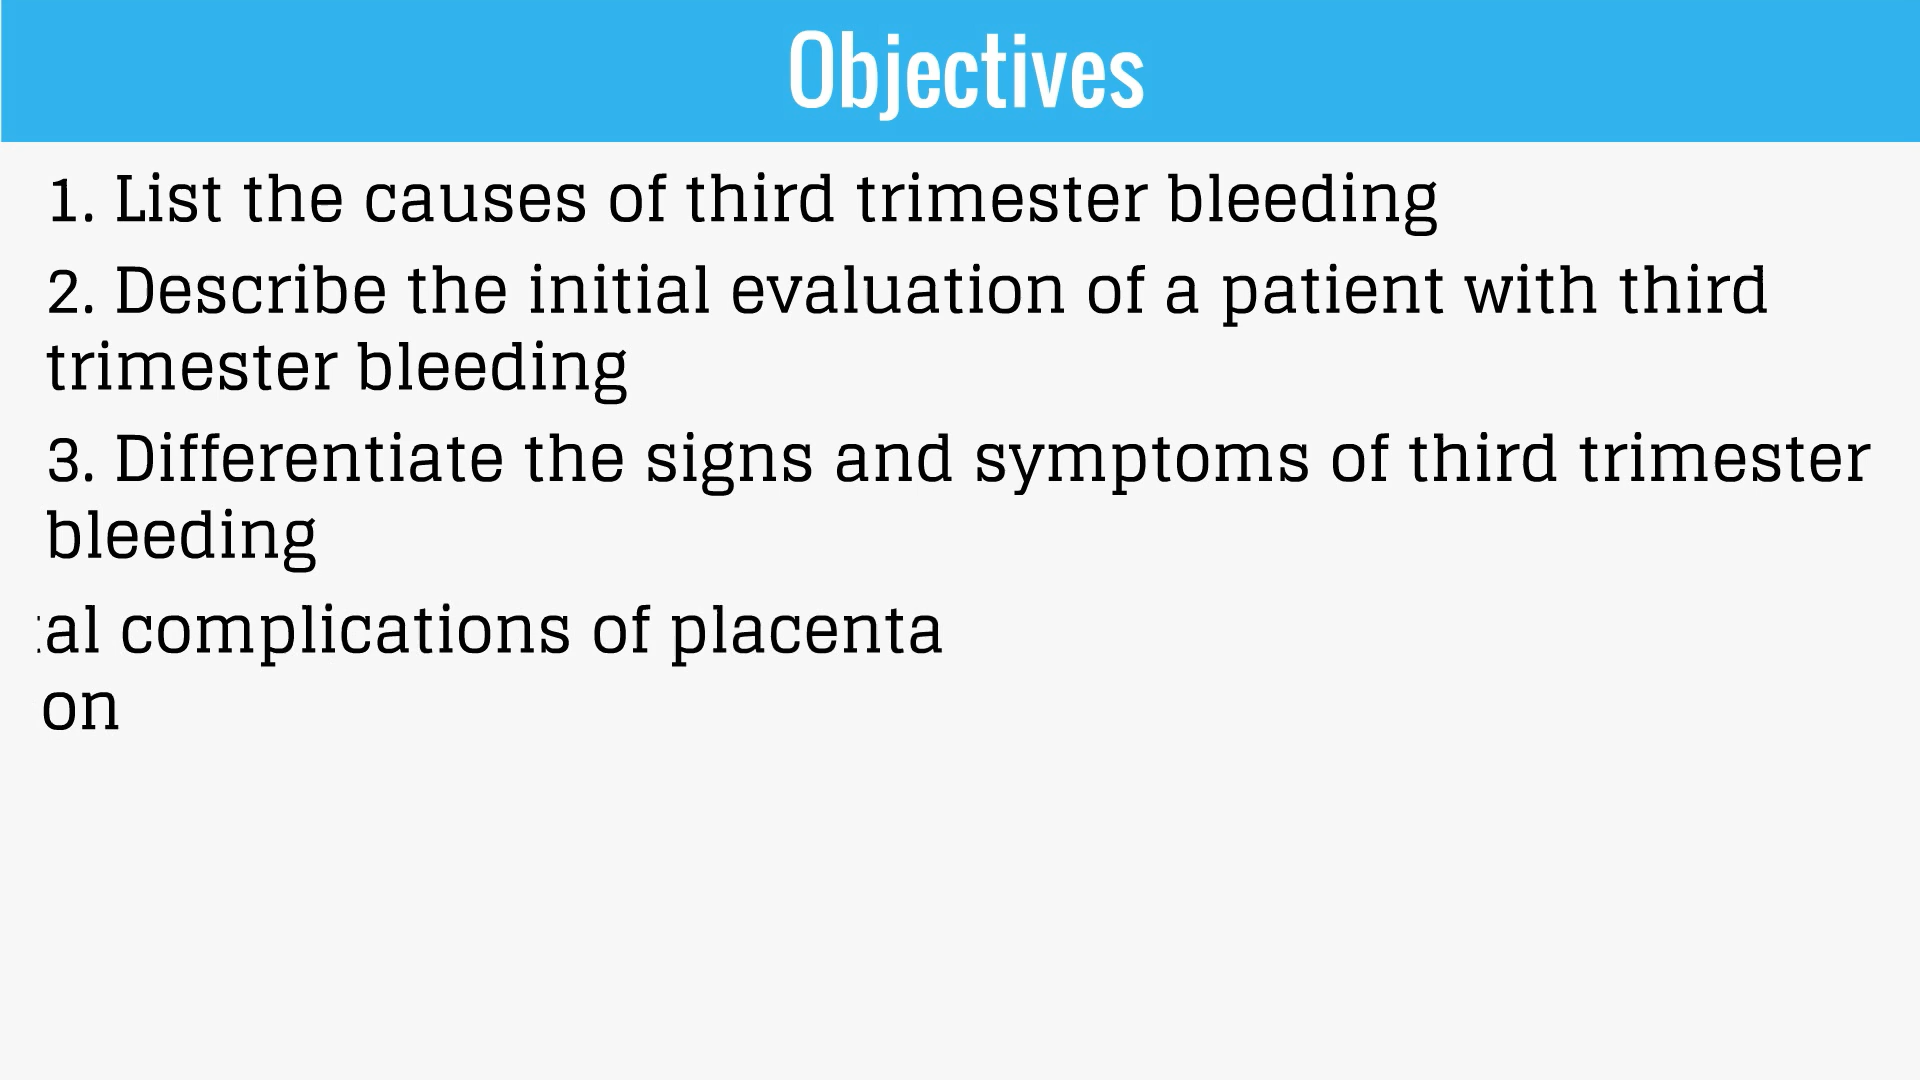 Objectives
1. List the causes of third trimester bleeding
2. Describe the initial evaluation of a patient with third
trimester bleeding
3. Differentiate the signs and symptoms of third trimester
bleeding
al complications of placenta
on